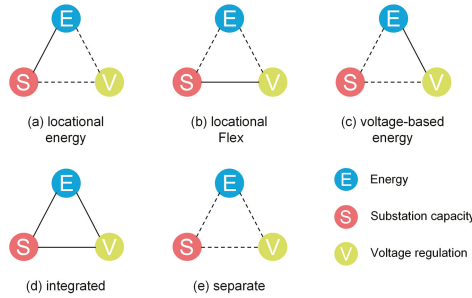 E
S
V
(a) locational
energy
E
S
V
(b) locational
Flex
E
S
V
(c) voltage-based
energy
E
S
V
(d) integrated
E
S
V
(e) separate
E Energy
S Substation capacity
V Voltage regulation